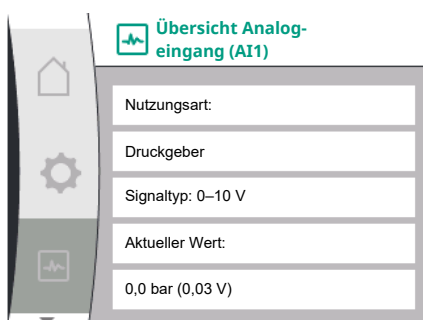 Übersicht Analog-
eingang (AI1)
Nutzungsart:
Druckgeber
Signaltyp: 0–10 V
Aktueller Wert:
0,0 bar (0,03 V)